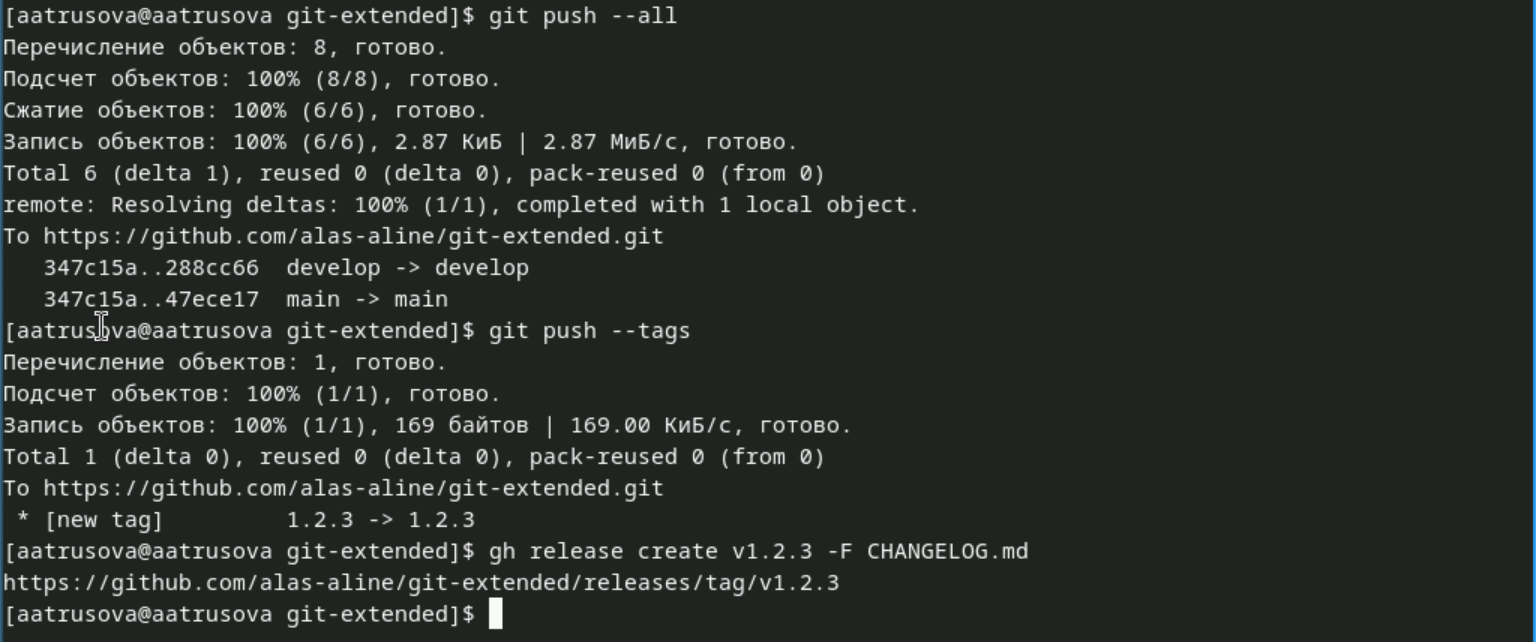 [aatrusova@aatrusova git-extended]$ git push --all
Перечисление объектов: 8, готово.
Подсчет объектов: 100% (8/8), готово.
Сжатие объектов: 100% (6/6), готово.
Запись объектов: 100% (6/6), 2.87 КиБ | 2.87 МиБ/с, готово.
Total 6 (delta 1), reused 0 (delta 0), pack-reused 0 (from 0)
remote: Resolving deltas: 100% (1/1), completed with 1 local object.
To https://github.com/alas-aline/git-extended.git
   347c15a..288cc66  develop -> develop
   347c15a..47ece17  main -> main
[aatrusova@aatrusova git-extended]$ git push --tags
Перечисление объектов: 1, готово.
Подсчет объектов: 100% (1/1), готово.
Запись объектов: 100% (1/1), 169 байтов | 169.00 КиБ/с, готово.
Total 1 (delta 0), reused 0 (delta 0), pack-reused 0 (from 0)
To https://github.com/alas-aline/git-extended.git
 * [new tag]         1.2.3 -> 1.2.3
[aatrusova@aatrusova git-extended]$ gh release create v1.2.3 -F CHANGELOG.md
https://github.com/alas-aline/git-extended/releases/tag/v1.2.3
[aatrusova@aatrusova git-extended]$